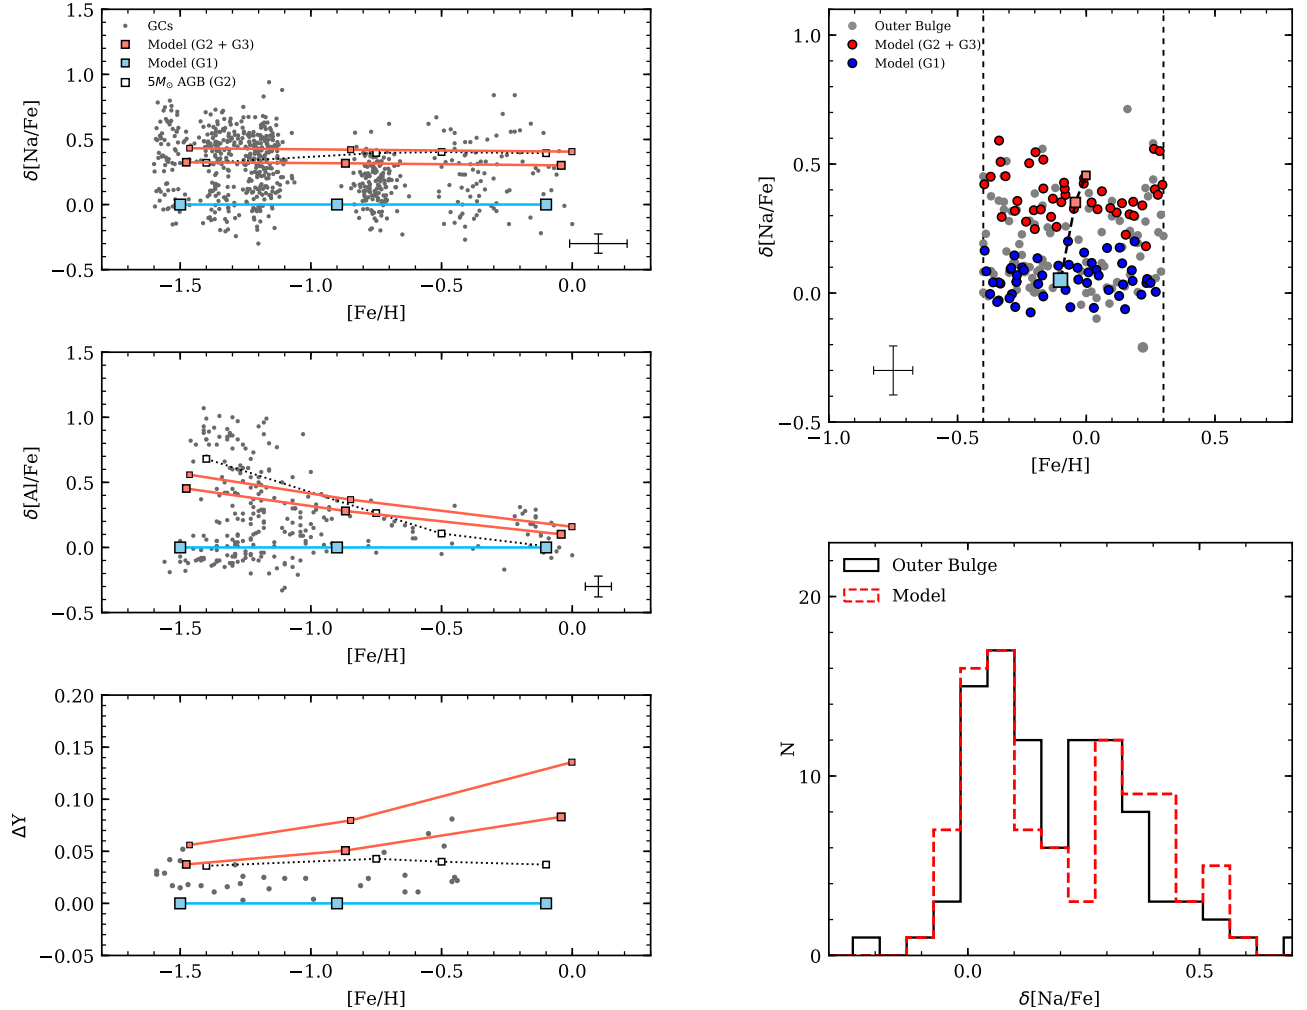 GCs
Model (G2 + G3)
Model (G1)
5M⊙ AGB (G2)
1.5
1.0
0.5
0.0
−0.5
δ[Na/Fe]
−1.5 −1.0 −0.5 0.0
[Fe/H]
1.5
1.0
0.5
0.0
−0.5
δ[Al/Fe]
−1.5 −1.0 −0.5 0.0
[Fe/H]
0.20
0.15
0.10
0.05
0.00
−0.05
ΔY
−1.5 −1.0 −0.5 0.0
[Fe/H]
Outer Bulge
Model (G2 + G3)
Model (G1)
1.0
0.5
0.0
−0.5
δ[Na/Fe]
−1.0 −0.5 0.0 0.5
[Fe/H]
Outer Bulge
Model
20
10
0
N
0.0 0.5
δ[Na/Fe]